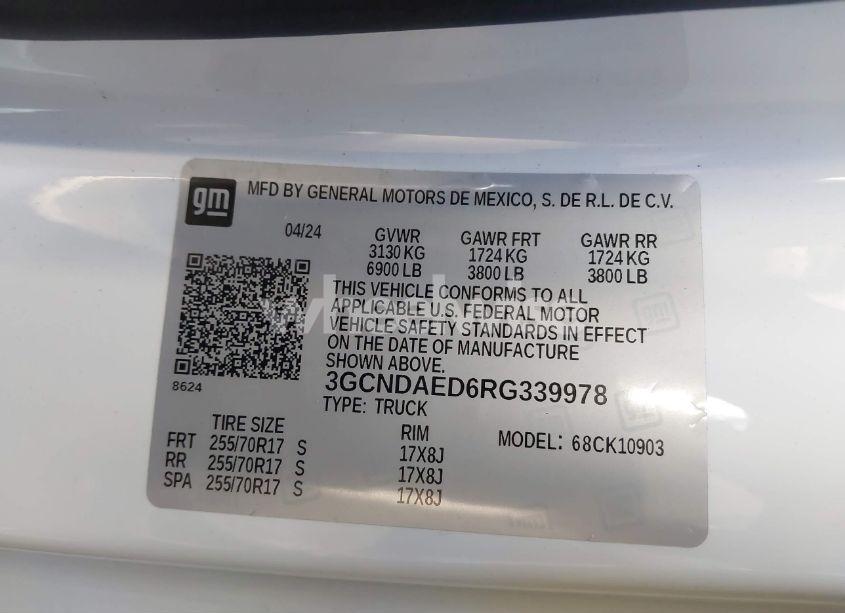 gm
MFD BY GENERAL MOTORS DE MEXICO, S. DE R.L. DE C.V.
04/24 GVWR GAWR FRT GAWR RR
3130 KG 1724 KG 1724 KG
6900 LB 3800 LB 3800 LB
THIS VEHICLE CONFORMS TO ALL
APPLICABLE U.S. FEDERAL MOTOR
VEHICLE SAFETY STANDARDS IN EFFECT
ON THE DATE OF MANUFACTURE
SHOWN ABOVE.
8624
3GCNDAED6RG339978
TYPE: TRUCK
TIRE SIZE RIM MODEL: 68CK10903
FRT 255/70R17 S 17X8J
RR 255/70R17 S 17X8J
SPA 255/70R17 S 17X8J